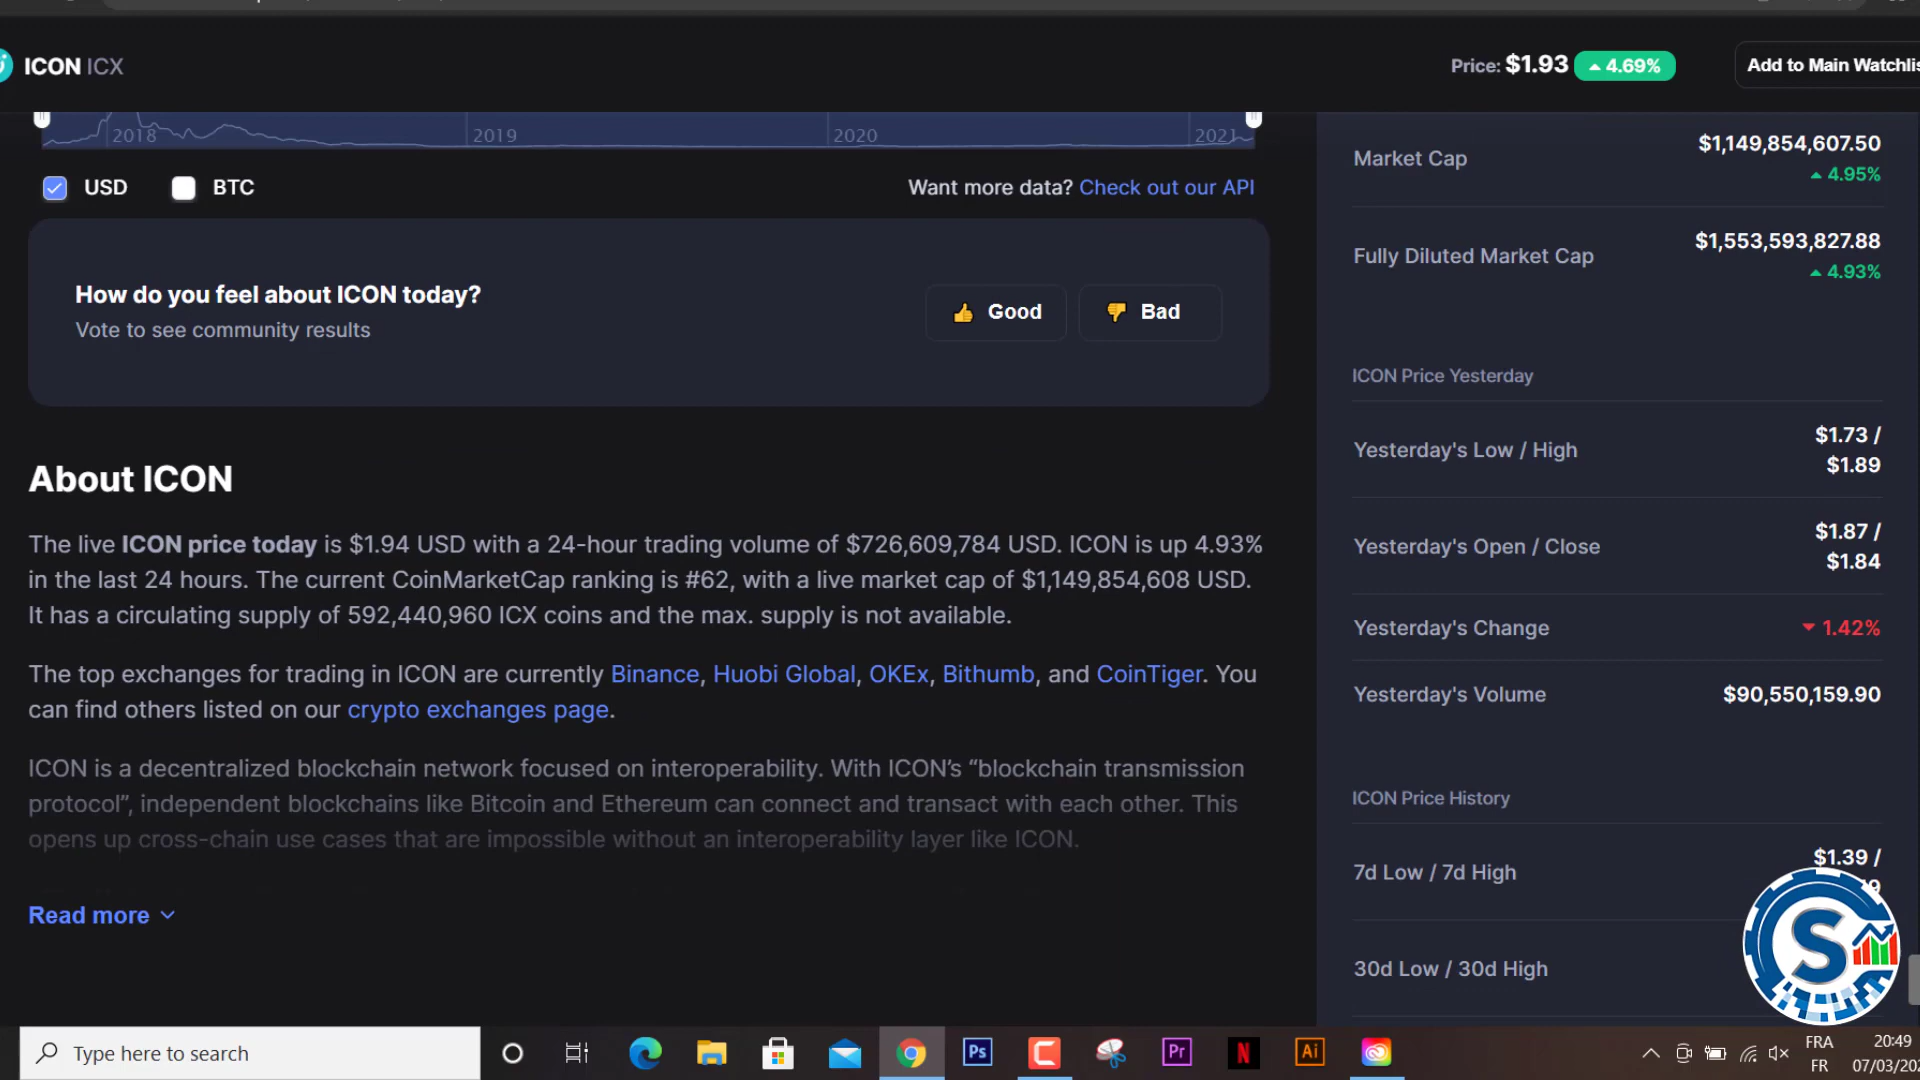 ICON ICX
Price: $1.93 4.69%
Add to Main
2018 2019 2020 2021
USD BTC
Want more data? Check out our API
How do you feel about ICON today?
Vote to see community results
Good
Bad
About ICON
The live ICON price today is $1.94 USD with a 24-hour trading volume of $726,609,784 USD. ICON is up 4.93%
in the last 24 hours. The current CoinMarketCap ranking is #62, with a live market cap of $1,149,854,608 USD.
It has a circulating supply of 592,440,960 ICX coins and the max. supply is not available.
The top exchanges for trading in ICON are currently Binance, Huobi Global, OKEx, Bithumb, and CoinTiger. You
can find others listed on our crypto exchanges page.
ICON is a decentralized blockchain network focused on interoperability. With ICON’s “blockchain transmission
protocol”, independent blockchains like Bitcoin and Ethereum can connect and transact with each other. This
opens up cross-chain use cases that are impossible without an interoperability layer like ICON.
Read more
Market Cap
$1,149,854,607.50
4.95%
Fully Diluted Market Cap
$1,553,593,827.88
4.93%
ICON Price Yesterday
Yesterday's Low / High
$1.73 /
$1.89
Yesterday's Open / Close
$1.87 /
$1.84
Yesterday's Change
1.42%
Yesterday's Volume
$90,550,159.90
ICON Price History
7d Low / 7d High
$1.39 /
30d Low / 30d High
S
Type here to search
Ps
Pr
N
Ai
FRA
FR
20:49